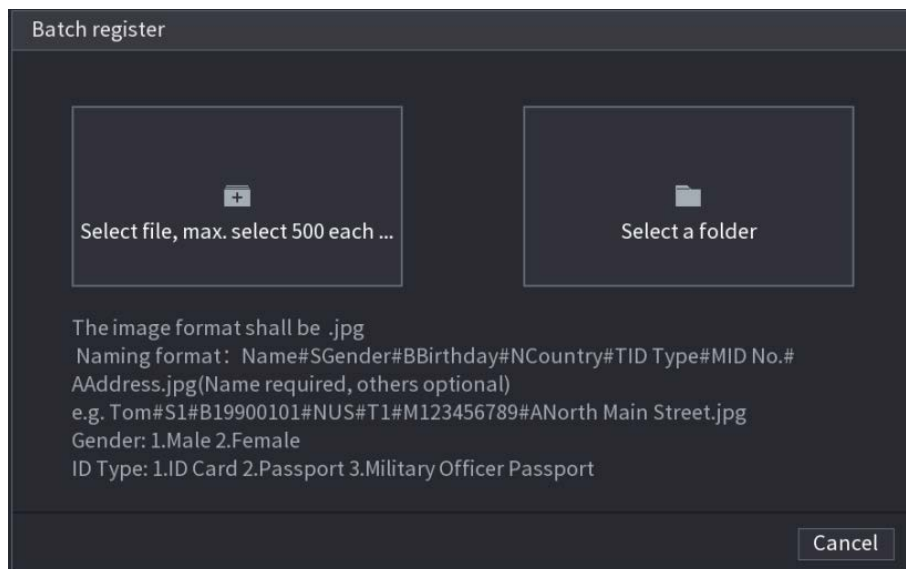 Batch register
Select file, max. select 500 each ...
Select a folder
The image format shall be .jpg
Naming format：Name#SGender#BBirthday#NCountry#TID Type#MID No.#
AAddress.jpg(Name required, others optional)
e.g. Tom#S1#B19900101#NUS#T1#M123456789#ANorth Main Street.jpg
Gender: 1.Male 2.Female
ID Type: 1.ID Card 2.Passport 3.Military Officer Passport
Cancel